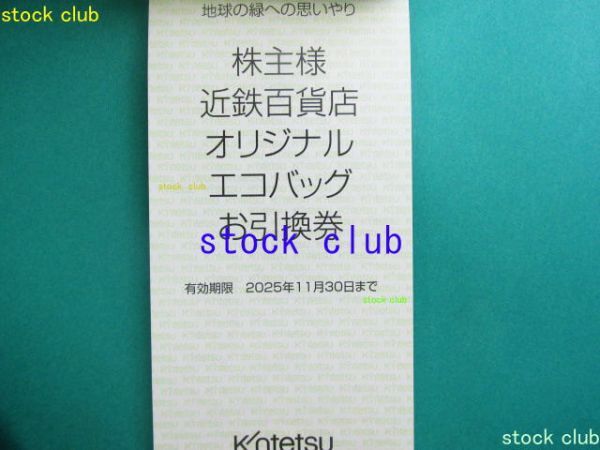 stock club
地球の緑への思いやり
株主様
近鉄百貨店
オリジナル
stock club
エコバッグ
お引換券
stock club
有効期限 2025年11月30日まで
stock club
Kintetsu
stock club